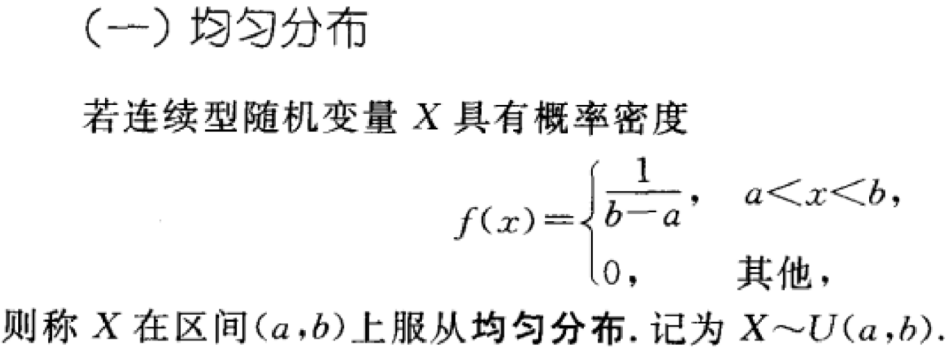 (一) 均匀分布
若连续型随机变量 X 具有概率密度
f(x)={ 1/(b-a), a<x<b,
0, 其他,
则称 X 在区间(a,b)上服从均匀分布. 记为 X~U(a,b).